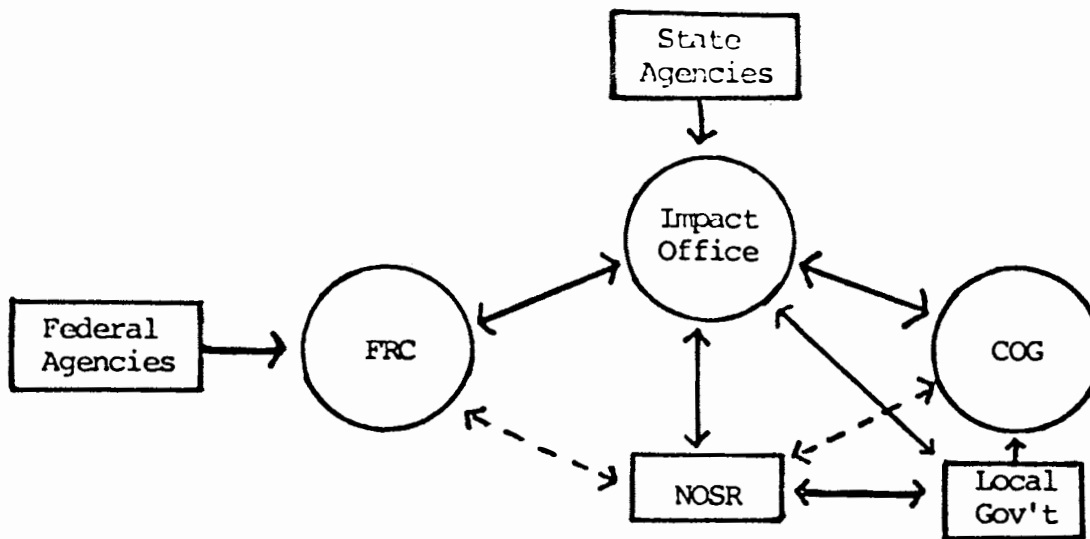 State
Agencies
Impact
Office
Federal
Agencies
FRC
COG
NOSR
Local
Gov't